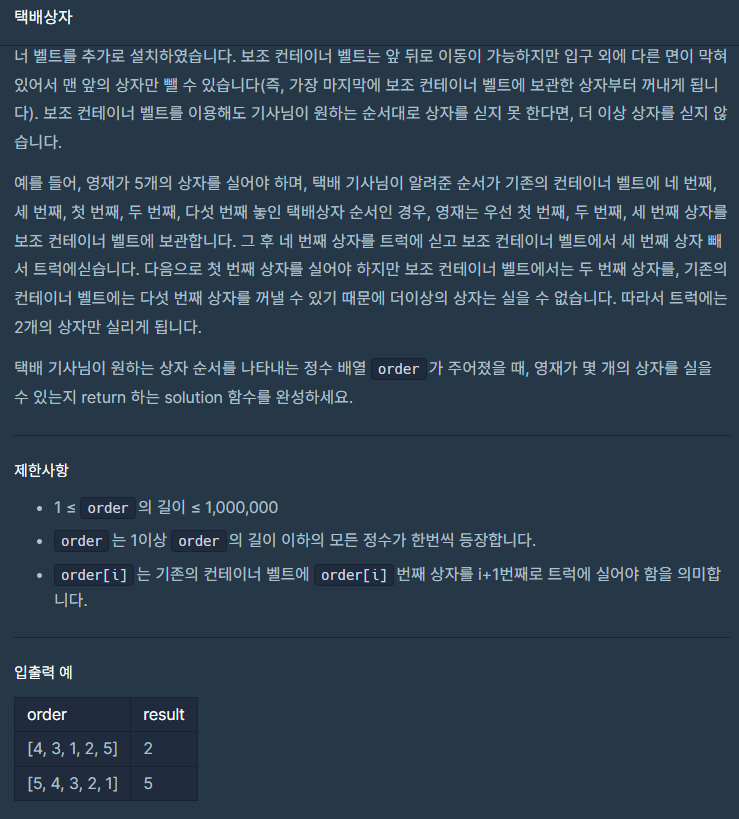 택배상자
너 벨트를 추가로 설치하였습니다. 보조 컨테이너 벨트는 앞 뒤로 이동이 가능하지만 입구 외에 다른 면이 막혀
있어서 맨 앞의 상자만 뺄 수 있습니다(즉, 가장 마지막에 보조 컨테이너 벨트에 보관한 상자부터 꺼내게 됩니
다). 보조 컨테이너 벨트를 이용해도 기사님이 원하는 순서대로 상자를 싣지 못 한다면, 더 이상 상자를 싣지 않
습니다.
예를 들어, 영재가 5개의 상자를 실어야 하며, 택배 기사님이 알려준 순서가 기존의 컨테이너 벨트에 네 번째,
세 번째, 첫 번째, 두 번째, 다섯 번째 놓인 택배상자 순서인 경우, 영재는 우선 첫 번째, 두 번째, 세 번째 상자를
보조 컨테이너 벨트에 보관합니다. 그 후 네 번째 상자를 트럭에 싣고 보조 컨테이너 벨트에서 세 번째 상자 빼
서 트럭에싣습니다. 다음으로 첫 번째 상자를 실어야 하지만 보조 컨테이너 벨트에서는 두 번째 상자를, 기존의
컨테이너 벨트에는 다섯 번째 상자를 꺼낼 수 있기 때문에 더이상의 상자는 실을 수 없습니다. 따라서 트럭에는
2개의 상자만 실리게 됩니다.
택배 기사님이 원하는 상자 순서를 나타내는 정수 배열 order 가 주어졌을 때, 영재가 몇 개의 상자를 실을
수 있는지 return 하는 solution 함수를 완성하세요.
제한사항
• 1 ≤ order 의 길이 ≤ 1,000,000
• order 는 1이상 order 의 길이 이하의 모든 정수가 한번씩 등장합니다.
• order[i] 는 기존의 컨테이너 벨트에 order[i] 번째 상자를 i+1번째로 트럭에 실어야 함을 의미합
니다.
입출력 예
order result
[4, 3, 1, 2, 5] 2
[5, 4, 3, 2, 1] 5